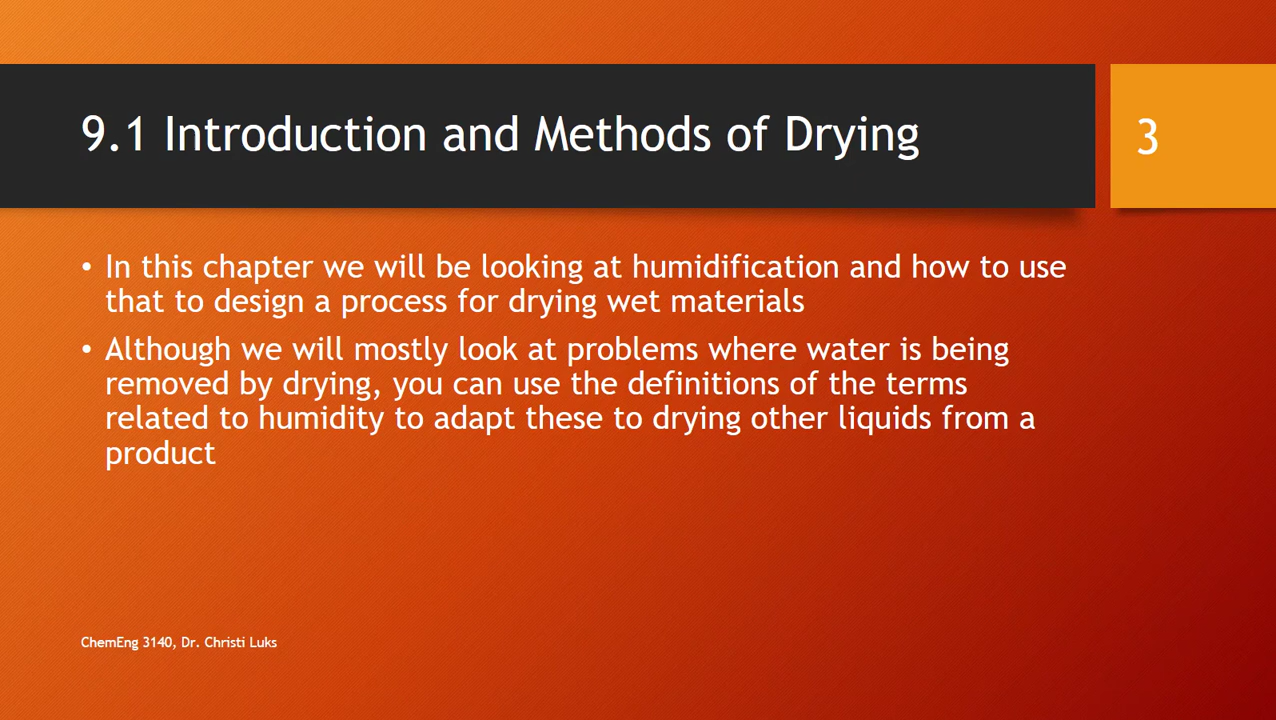 9.1 Introduction and Methods of Drying
3
• In this chapter we will be looking at humidification and how to use
that to design a process for drying wet materials
• Although we will mostly look at problems where water is being
removed by drying, you can use the definitions of the terms
related to humidity to adapt these to drying other liquids from a
product
ChemEng 3140, Dr. Christi Luks